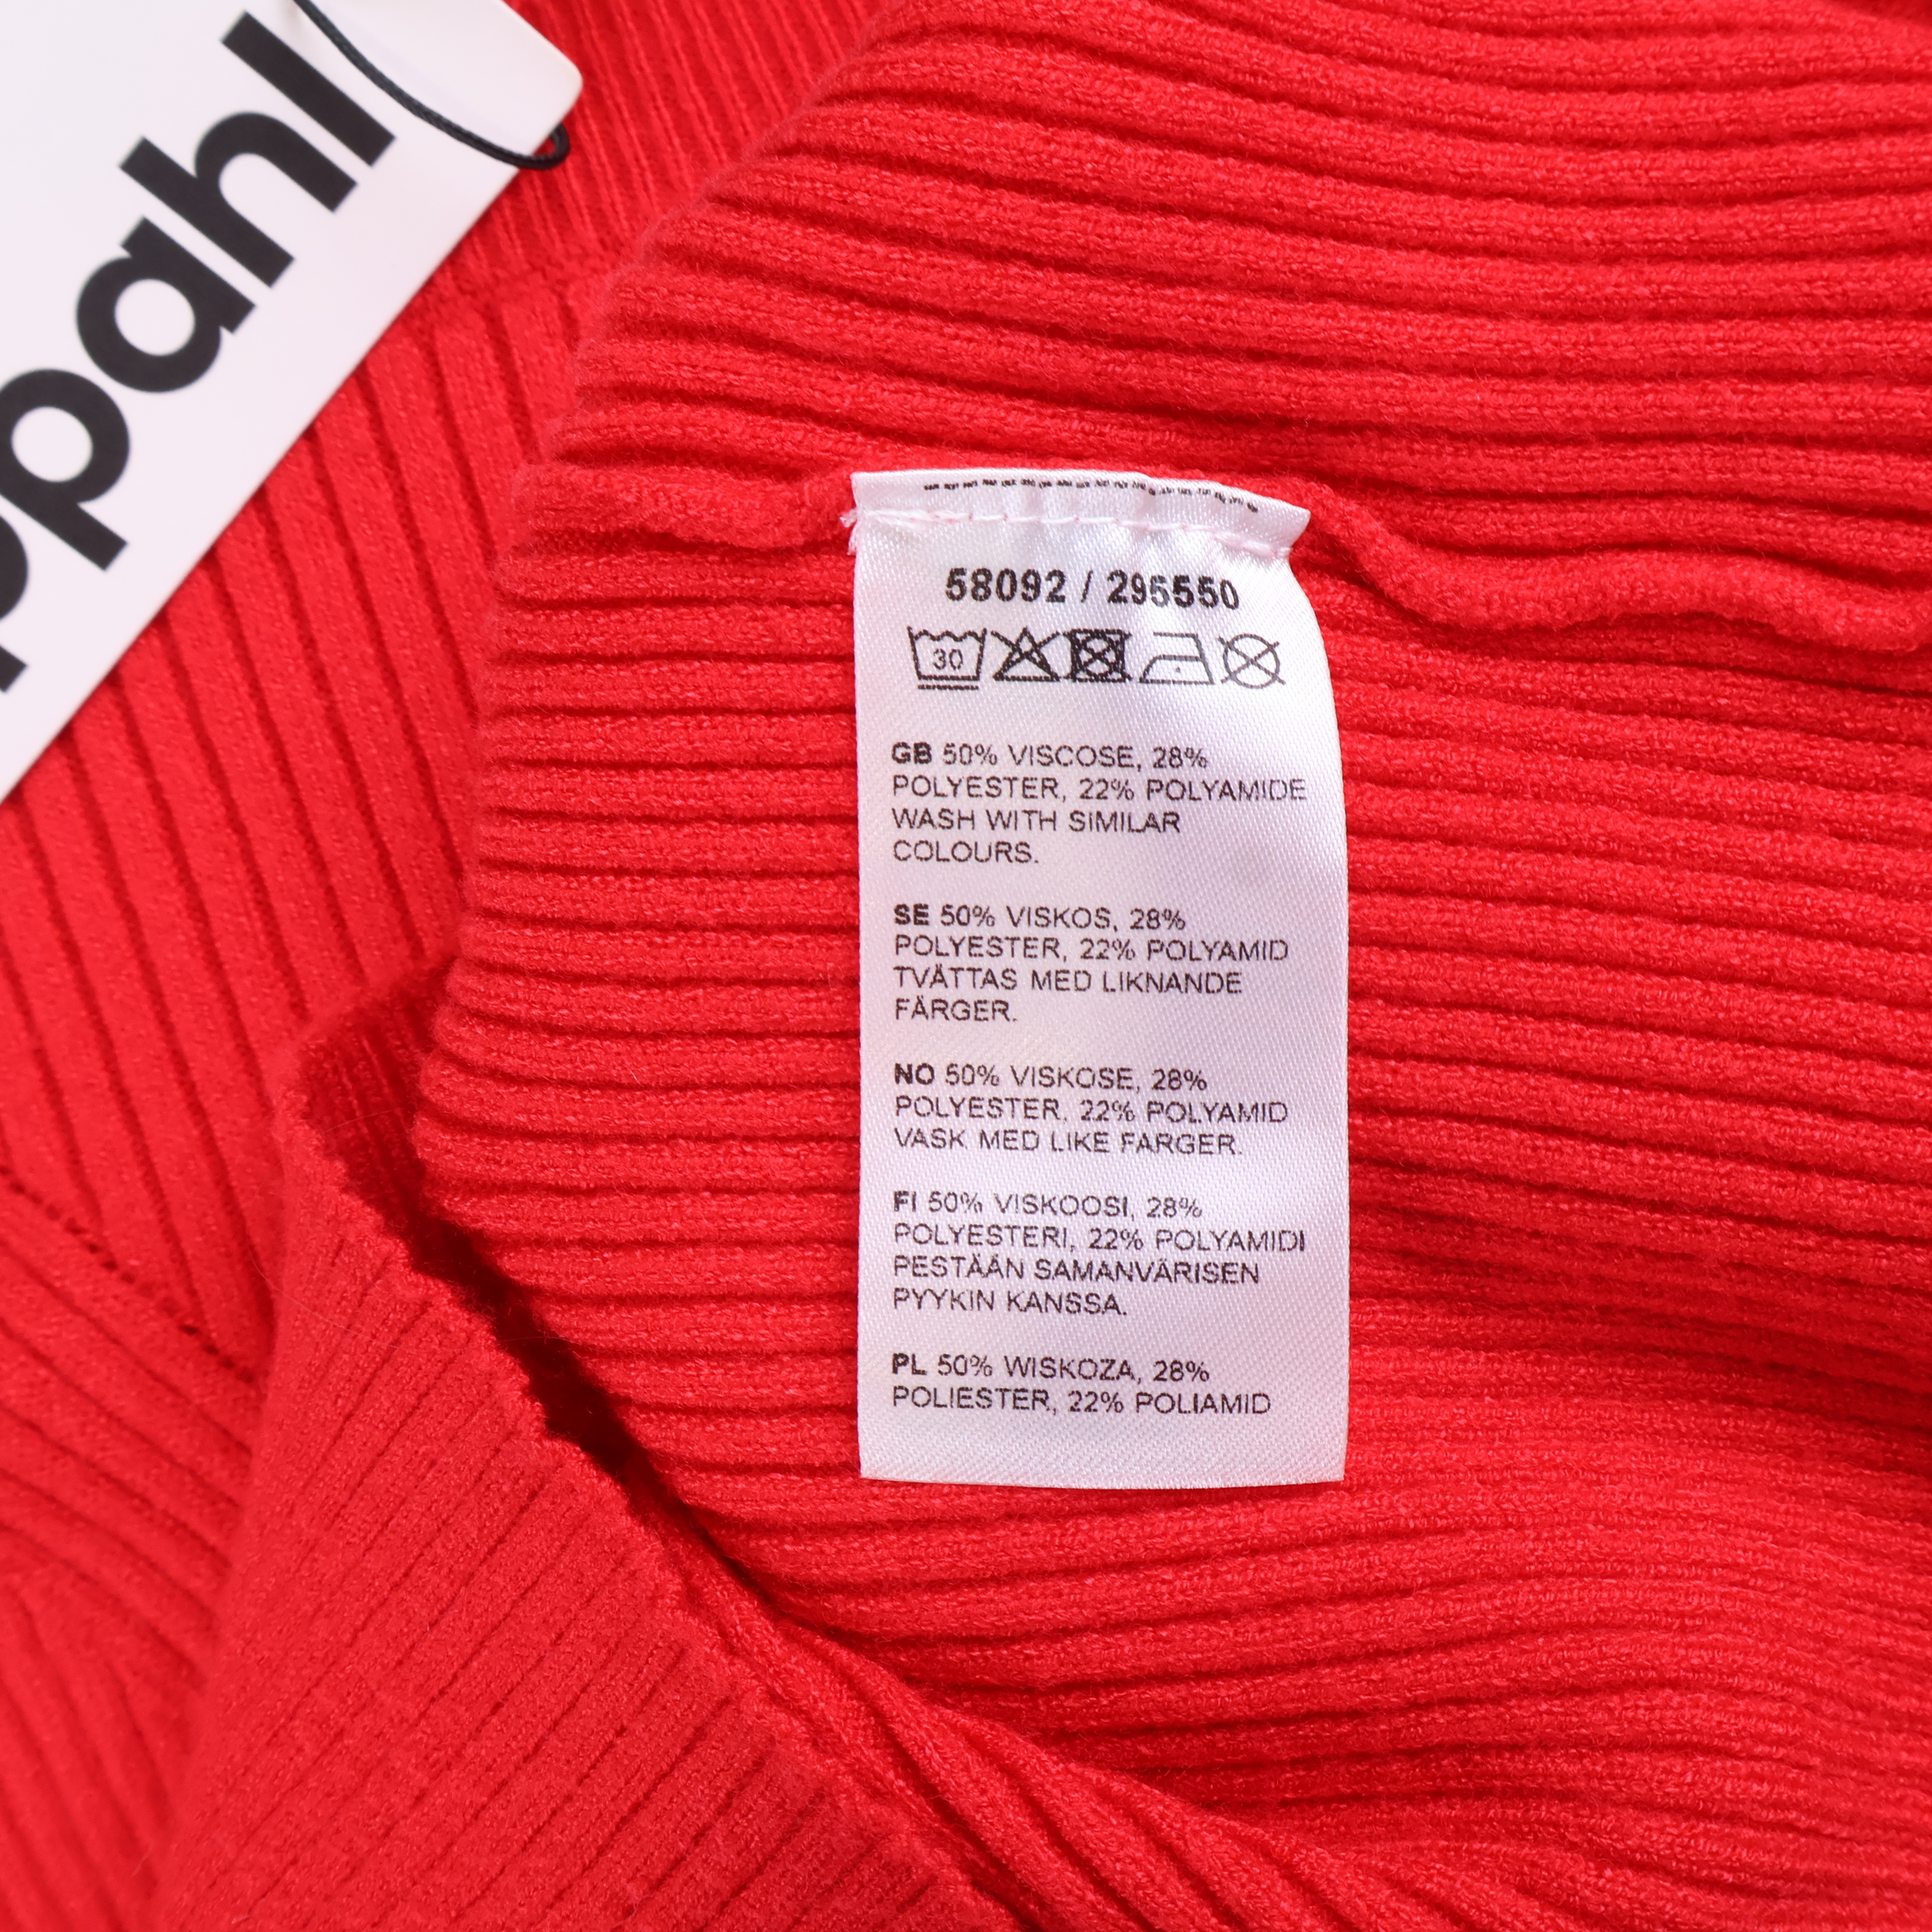 ppahl
58092 / 295550
30
GB 50% VISCOSE, 28%
POLYESTER, 22% POLYAMIDE
WASH WITH SIMILAR
COLOURS.
SE 50% VISKOS, 28%
POLYESTER, 22% POLYAMID
TVÄTTAS MED LIKNANDE
FÄRGER.
NO 50% VISKOSE, 28%
POLYESTER. 22% POLYAMID
VASK MED LIKE FARGER.
FI 50% VISKOOSI, 28%
POLYESTERI, 22% POLYAMIDI
PESTÄÄN SAMANVÄRISEN
PYYKIN KANSSA.
PL 50% WISKOZA, 28%
POLIESTER, 22% POLIAMID